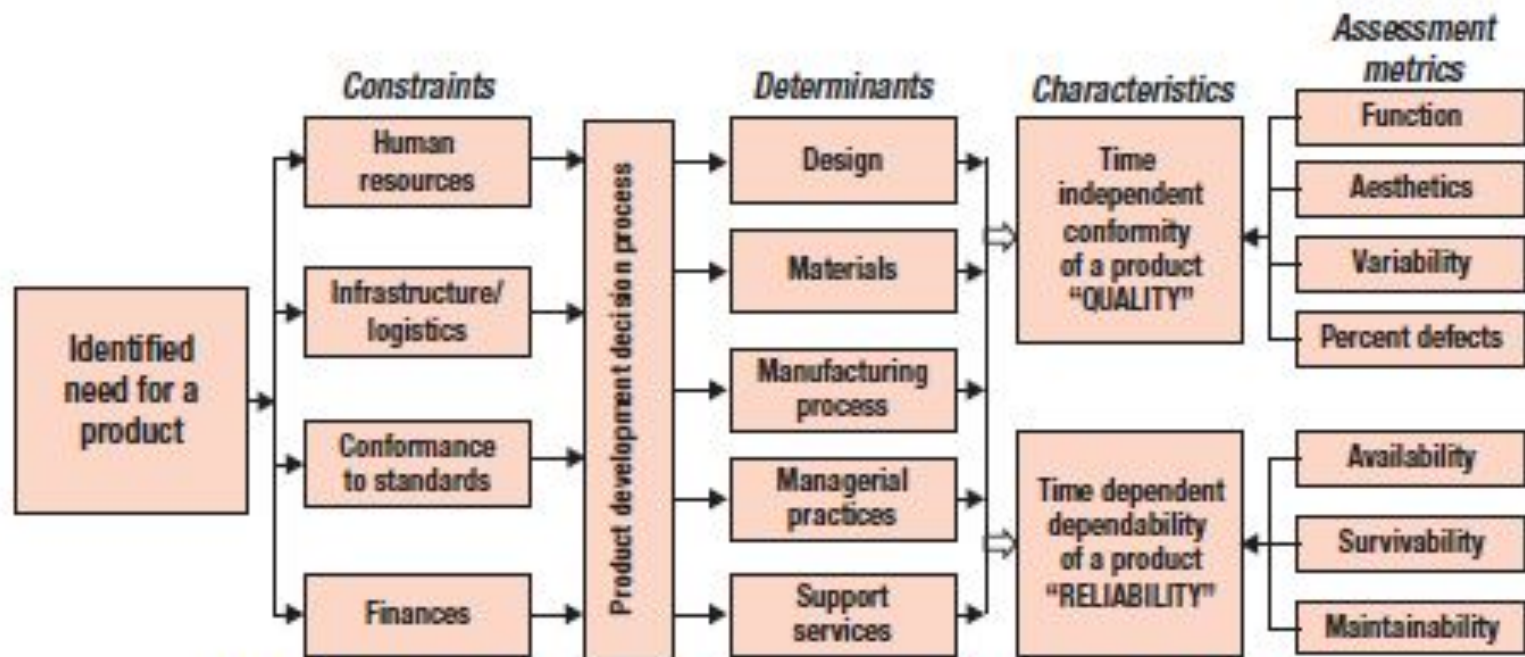 Constraints
Determinants
Characteristics
Assessment
metrics
Identified
need for a
product
Human
resources
Infrastructure/
logistics
Conformance
to standards
Finances
Product development decision process
Design
Materials
Manufacturing
process
Managerial
practices
Support
services
Time
independent
conformity
of a product
“QUALITY”
Time dependent
dependability
of a product
“RELIABILITY”
Function
Aesthetics
Variability
Percent defects
Availability
Survivability
Maintainability